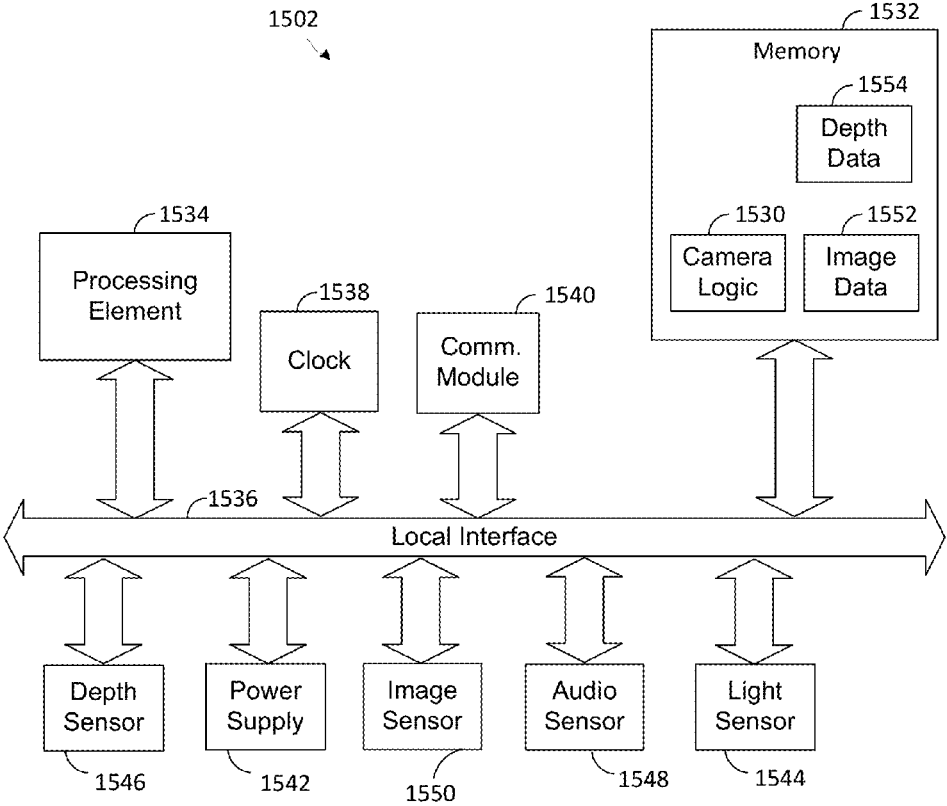 1502
1532
Memory
1554
Depth
Data
1534
1530
1552
Processing
Element
Camera
Logic
Image
Data
1538
1540
Clock
Comm.
Module
1536
Local Interface
Depth
Sensor
Power
Supply
Image
Sensor
Audio
Sensor
Light
Sensor
1546
1542
1550
1548
1544